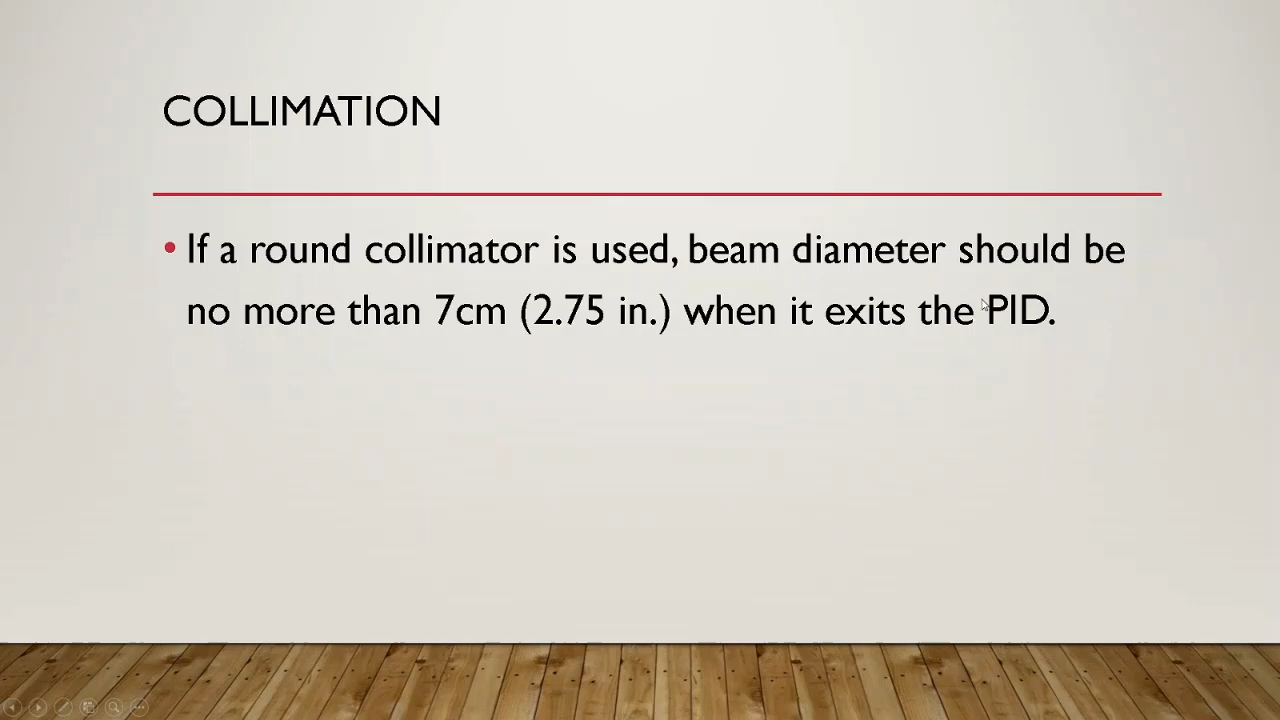 COLLIMATION
• If a round collimator is used, beam diameter should be
no more than 7cm (2.75 in.) when it exits the PID.